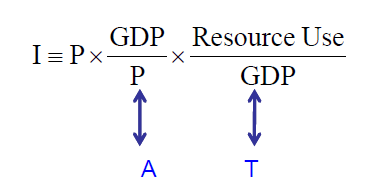 I ≡ P × GDP/P × Resource Use/GDP
A T